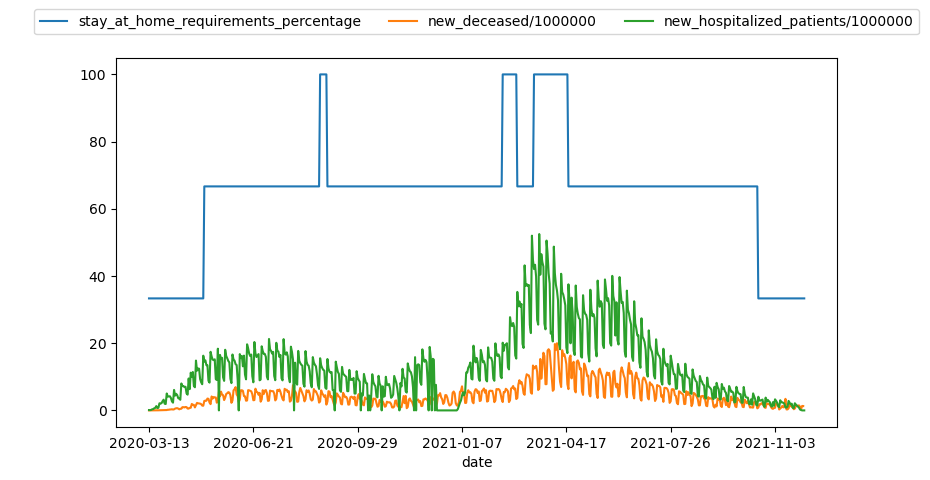 stay_at_home_requirements_percentage new_deceased/1000000 new_hospitalized_patients/1000000
100
80
60
40
20
0
2020-03-13 2020-06-21 2020-09-29 2021-01-07 2021-04-17 2021-07-26 2021-11-03
date